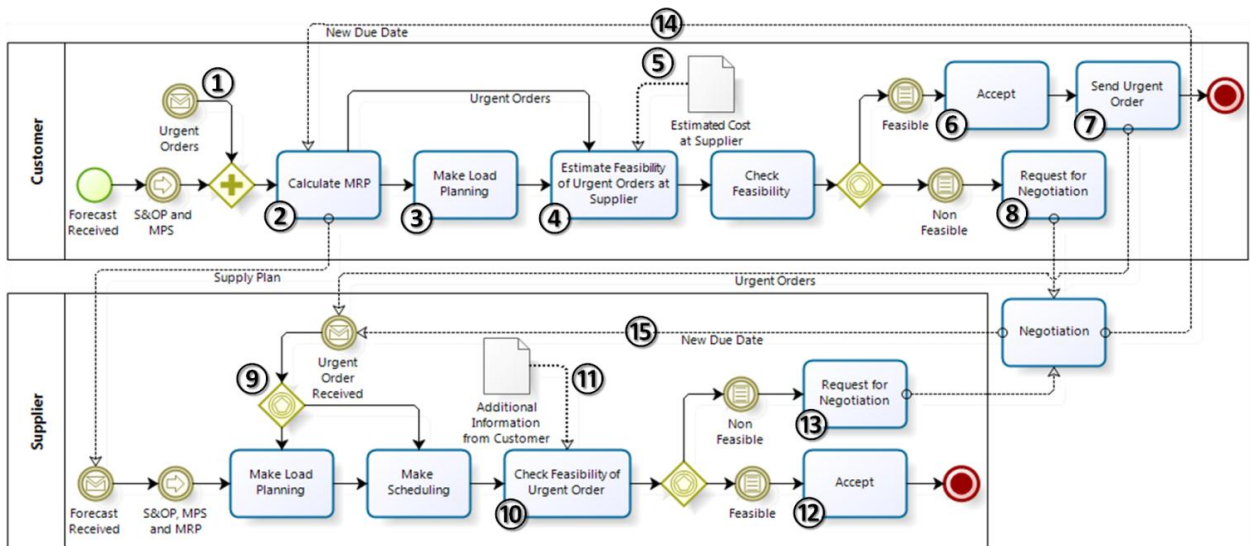 ⑭
New Due Date
Customer
①
Urgent
Orders
Forecast
Received
S&OP and
MPS
Urgent Orders
Calculate MRP
②
Make Load
Planning
③
⑤
Estimated Cost
at Supplier
Estimate Feasibility
of Urgent Orders at
Supplier
④
Check
Feasibility
Feasible
Accept
⑥
Send Urgent
Order
⑦
Non
Feasible
Request for
Negotiation
⑧
Supply Plan
Urgent Orders
Negotiation
⑮
New Due Date
Supplier
Urgent
Order
Received
⑨
⑪
Additional
Information
from Customer
Forecast
Received
S&OP, MPS
and MRP
Make Load
Planning
Make
Scheduling
Check Feasibility of
Urgent Order
⑩
Non
Feasible
Request for
Negotiation
⑬
Feasible
Accept
⑫